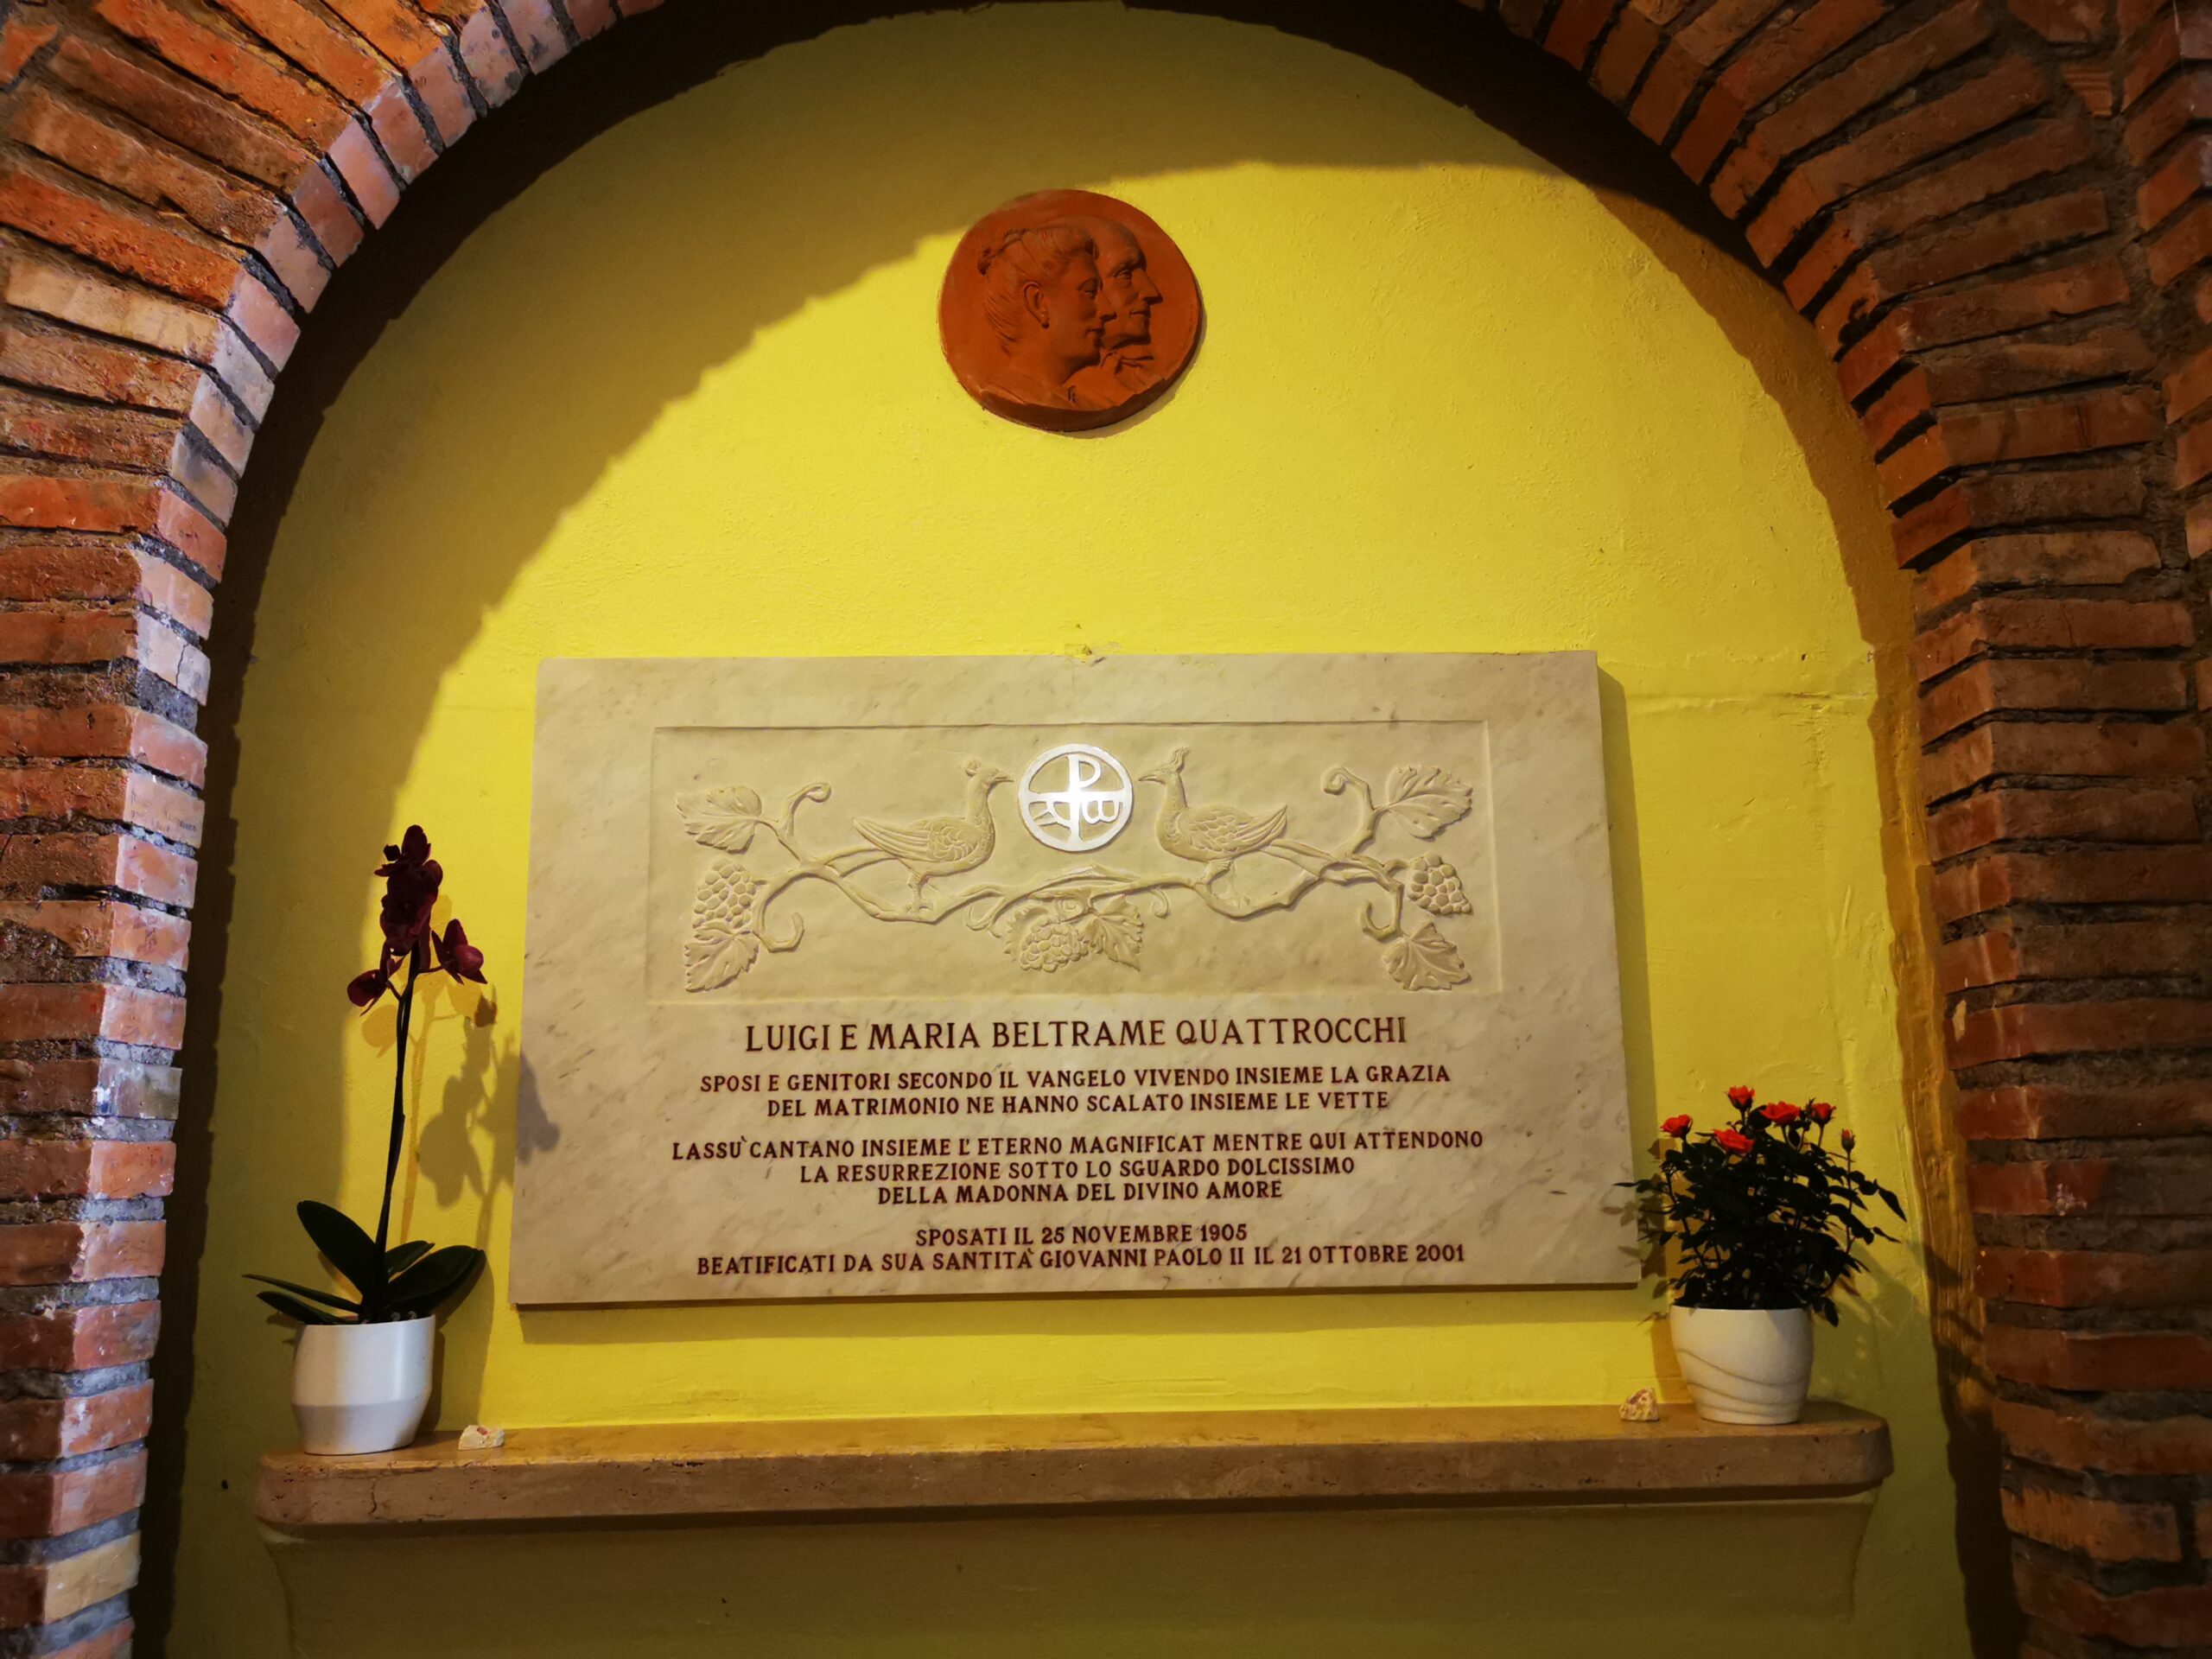 LUIGI E MARIA BELTRAME QUATTROCCHI
SPOSI E GENITORI SECONDO IL VANGELO VIVENDO INSIEME LA GRAZIA
DEL MATRIMONIO NE HANNO SCALATO INSIEME LE VETTE
LASSU' CANTANO INSIEME L' ETERNO MAGNIFICAT MENTRE QUI ATTENDONO
LA RESURREZIONE SOTTO LO SGUARDO DOLCISSIMO
DELLA MADONNA DEL DIVINO AMORE
SPOSATI IL 25 NOVEMBRE 1905
BEATIFICATI DA SUA SANTITÀ GIOVANNI PAOLO II IL 21 OTTOBRE 2001